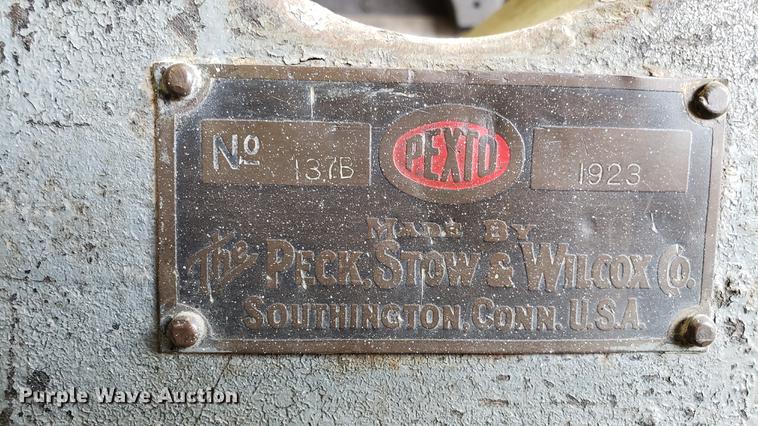 No 137B PEXTO 1923
MADE BY
The PECK, STOW & WILCOX Co.
SOUTHINGTON, CONN. U.S.A.
Purple Wave Auction